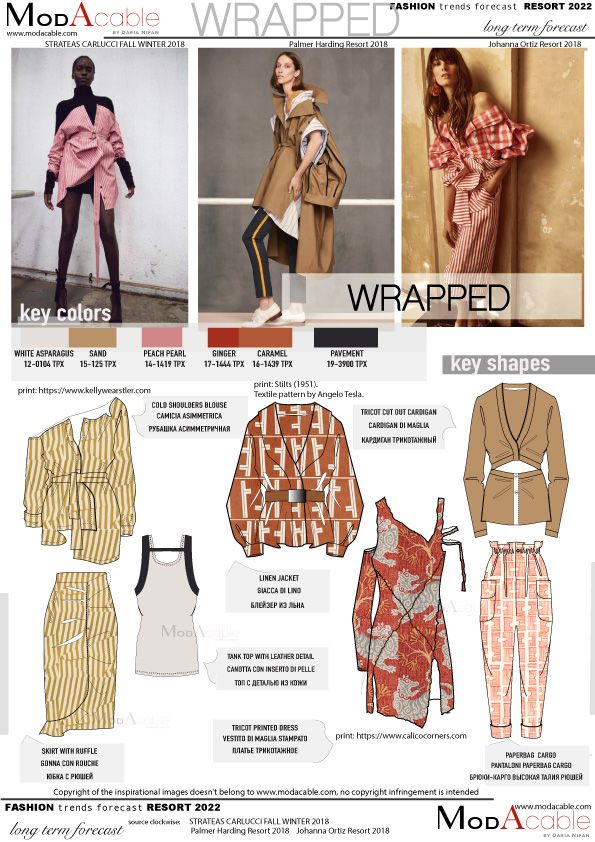 MODACABLE
www.modacable.com
BY DARIA NIFAN
WRAPPED
FASHION trends forecast RESORT 2022
long term forecast
STRATEAS CARLUCCI FALL WINTER 2018
Palmer Harding Resort 2018
Johanna Ortiz Resort 2018
WRAPPED
key colors
WHITE ASPARAGUS
12-0104 TPX
SAND
15-125 TPX
PEACH PEARL
14-1419 TPX
GINGER
17-1444 TPX
CARAMEL
16-1439 TPX
PAVEMENT
19-3900 TPX
key shapes
print: https://www.kellywearstler.com
print: Stilts (1951).
Textile pattern by Angelo Tesla.
COLD SHOULDERS BLOUSE
CAMICIA ASIMMETRICA
РУБАШКА АСИММЕТРИЧНАЯ
TRICOT CUT OUT CARDIGAN
CARDIGAN DI MAGLIA
КАРДИГАН ТРИКОТАЖНЫЙ
LINEN JACKET
GIACCA DI LINO
БЛЕЙЗЕР ИЗ ЛЬНА
MODACABLE
MODACABLE
TANK TOP WITH LEATHER DETAIL
CANOTTA CON INSERTO DI PELLE
ТОП С ДЕТАЛЬЮ ИЗ КОЖИ
MODACABLE
TRICOT PRINTED DRESS
VESTITO DI MAGLIA STAMPATO
ПЛАТЬЕ ТРИКОТАЖНОЕ
print: https://www.calicocorners.com
SKIRT WITH RUFFLE
GONNA CON ROUCHE
ЮБКА С РЮШЕЙ
PAPERBAG CARGO
PANTALONI PAPERBAG CARGO
БРЮКИ-КАРГО ВЫСОКАЯ ТАЛИЯ РЮШЕЙ
Copyright of the inspirational images doesn't belong to www.modacable.com, no copyright infringement is intended
FASHION trends forecast RESORT 2022
long term forecast
source clockwise:
STRATEAS CARLUCCI FALL WINTER 2018
Palmer Harding Resort 2018 Johanna Ortiz Resort 2018
www.modacable.com
MODACABLE
BY DARIA NIFAN